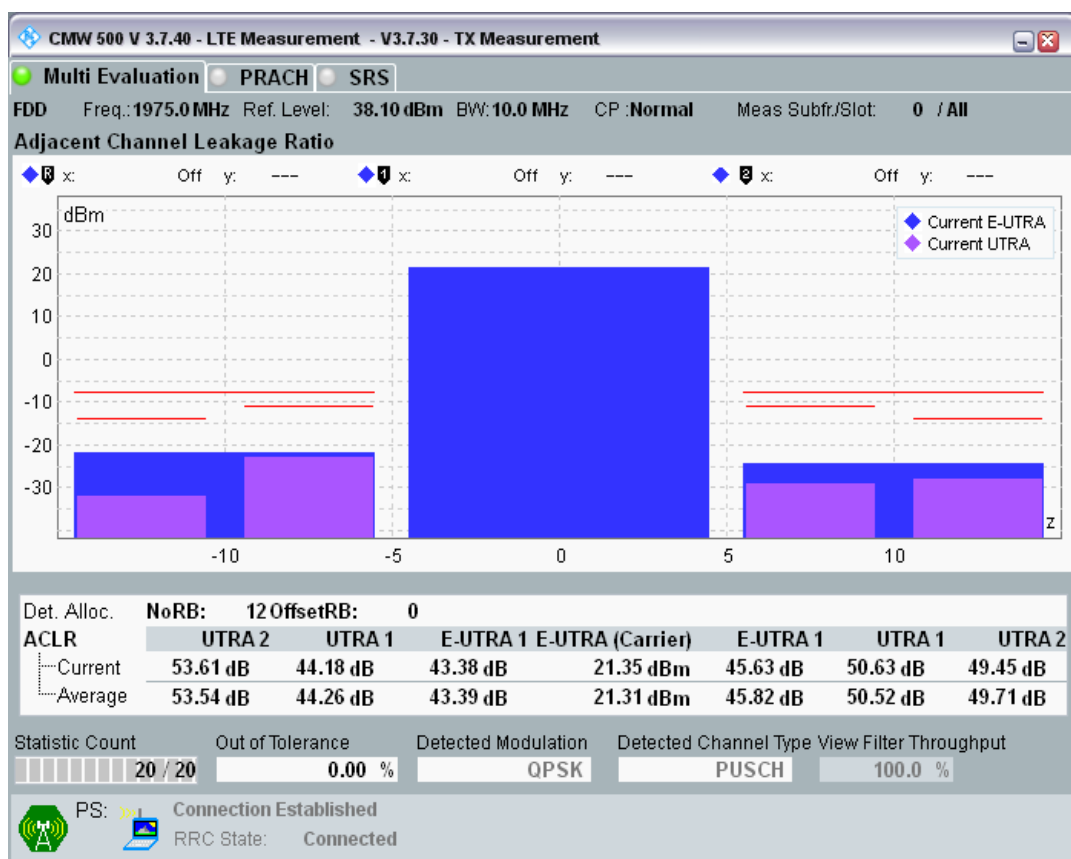 CMW 500 V 3.7.40 - LTE Measurement - V3.7.30 - TX Measurement
Multi Evaluation PRACH SRS
FDD Freq.: 1975.0 MHz Ref. Level: 38.10 dBm BW: 10.0 MHz CP :Normal Meas Subfr./Slot: 0 / All
Adjacent Channel Leakage Ratio
R x: Off y: --- 1 x: Off y: --- 2 x: Off y: ---
dBm
Current E-UTRA
Current UTRA
30
20
10
0
-10
-20
-30
z
-10 -5 0 5 10
Det. Alloc. NoRB: 12 OffsetRB: 0
ACLR UTRA 2 UTRA 1 E-UTRA 1 E-UTRA (Carrier) E-UTRA 1 UTRA 1 UTRA 2
Current 53.61 dB 44.18 dB 43.38 dB 21.35 dBm 45.63 dB 50.63 dB 49.45 dB
Average 53.54 dB 44.26 dB 43.39 dB 21.31 dBm 45.82 dB 50.52 dB 49.71 dB
Statistic Count Out of Tolerance Detected Modulation Detected Channel Type View Filter Throughput
20 / 20 0.00 % QPSK PUSCH 100.0 %
PS: Connection Established
RRC State: Connected